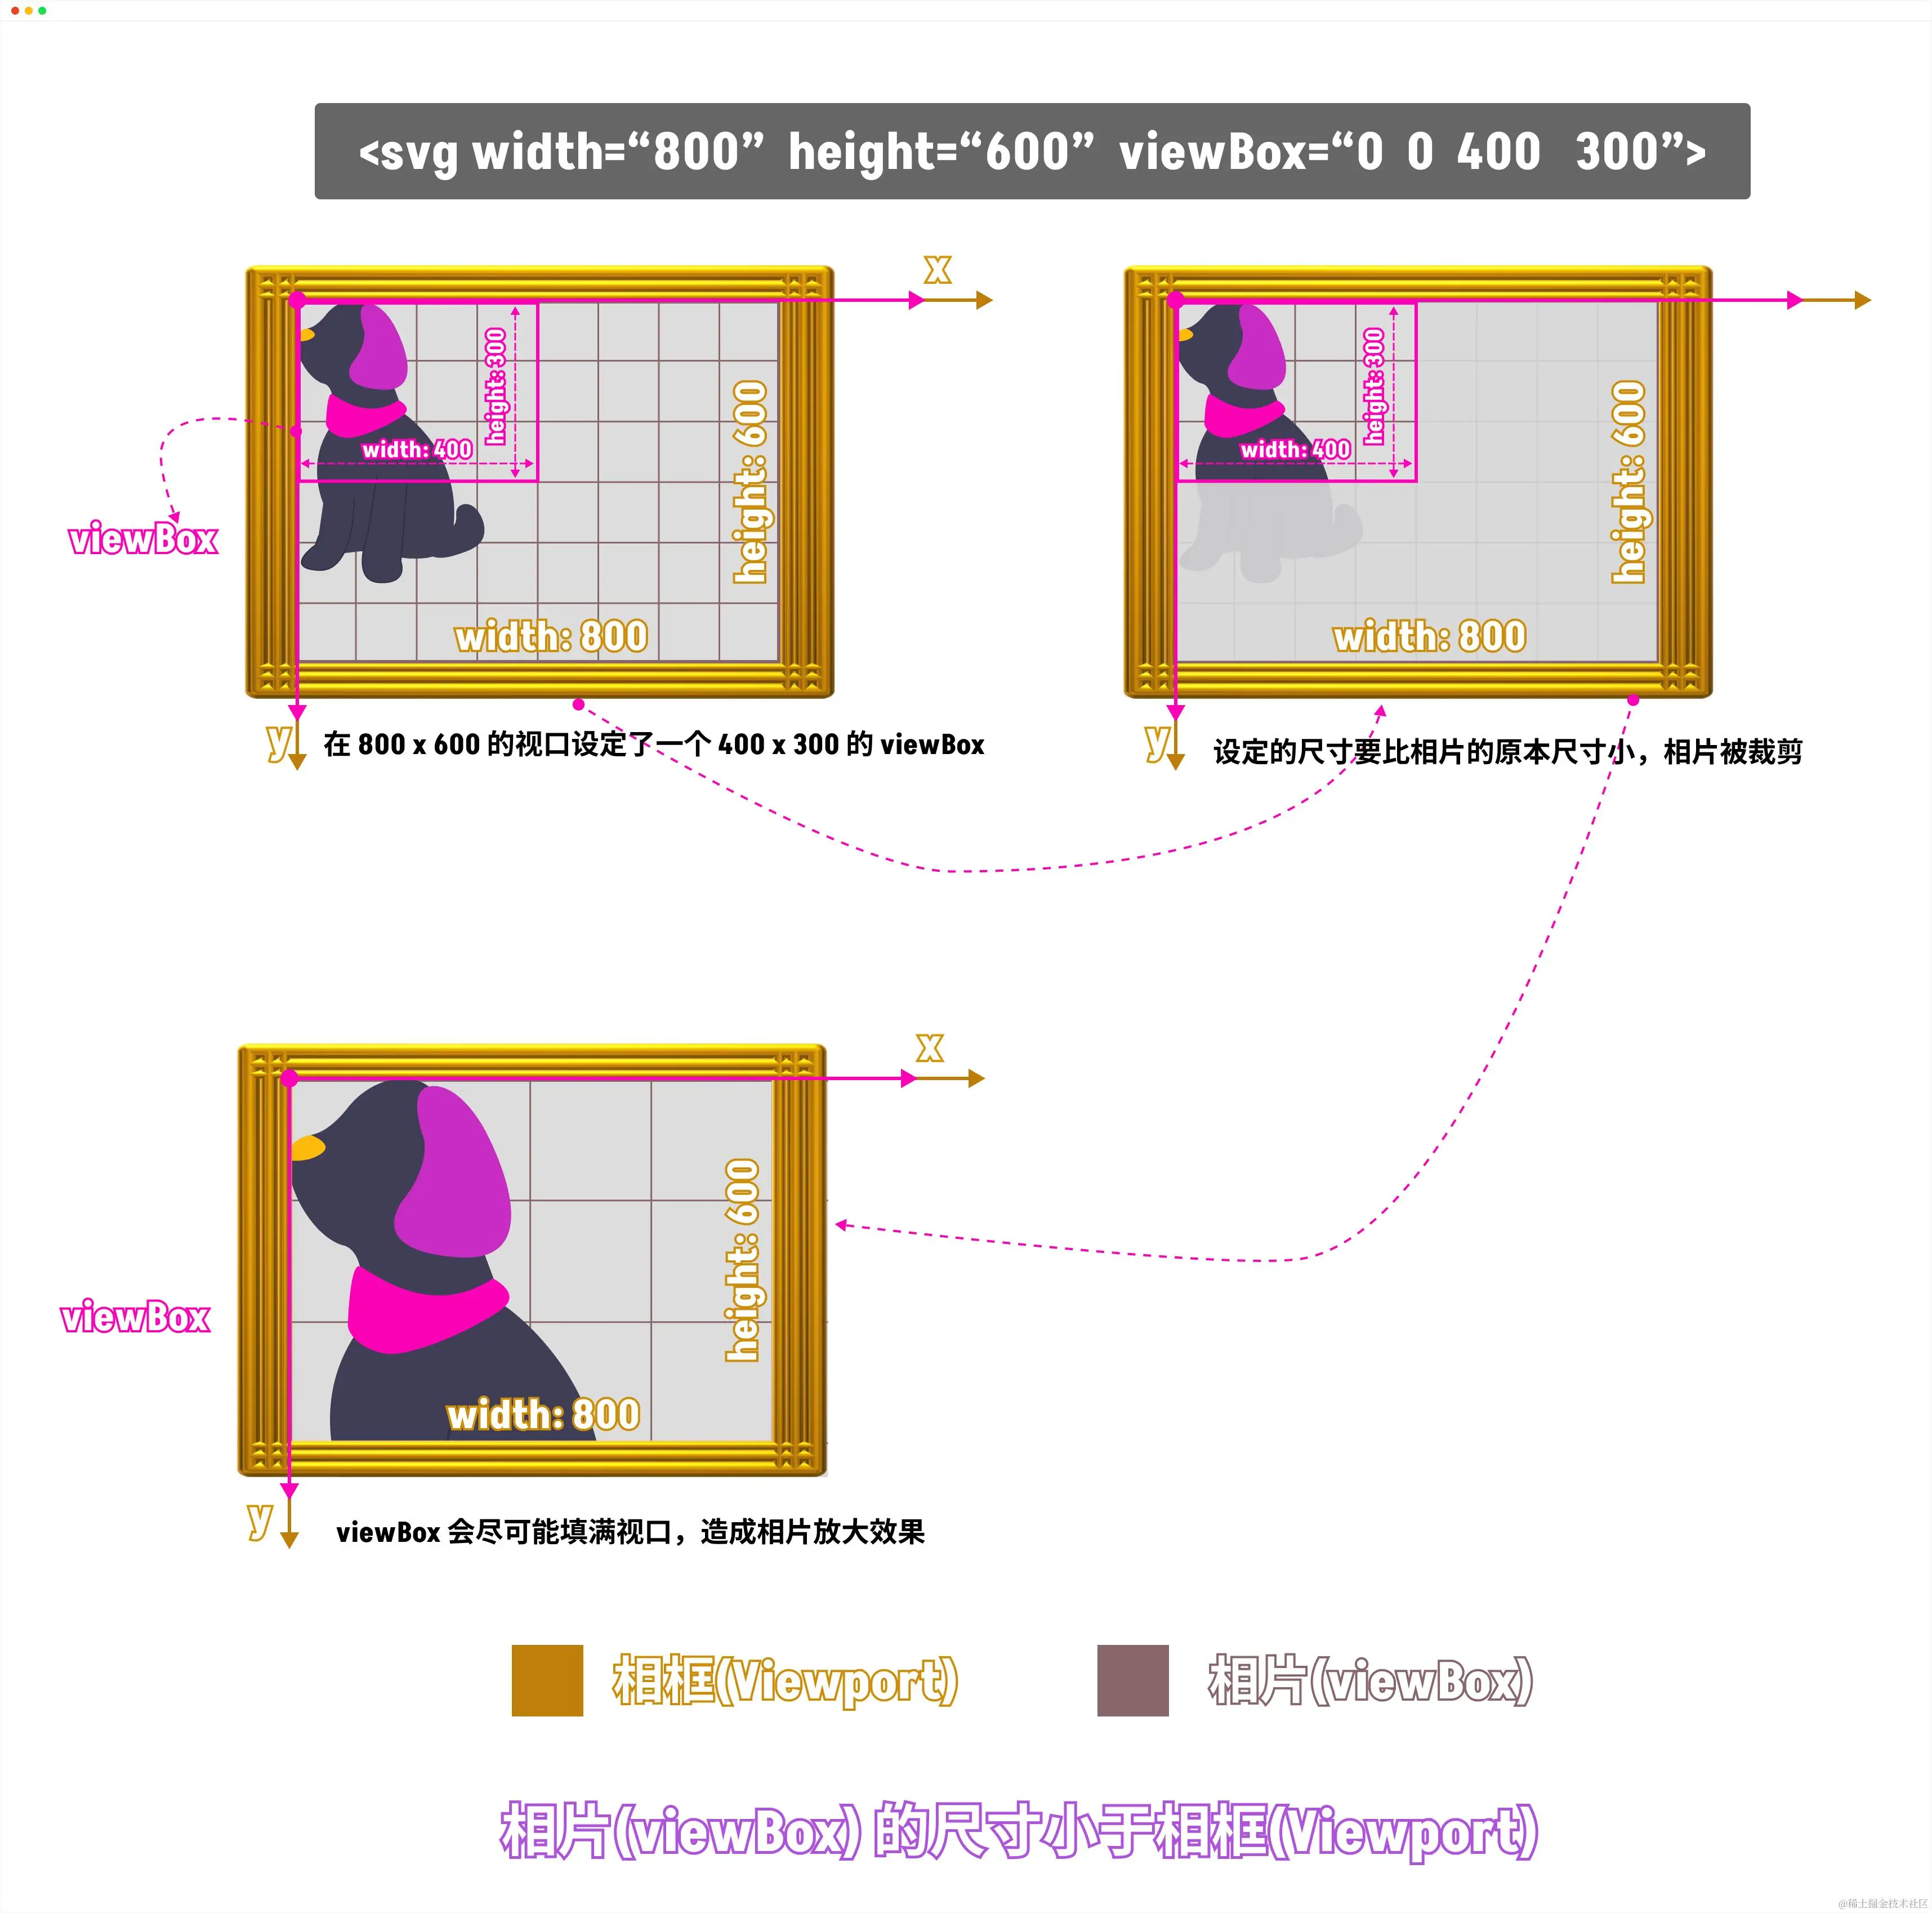 <svg width=“800” height=“600” viewBox=“0 0 400 300”>
x
height: 300
width: 400
height: 600
width: 800
viewBox
y
在 800 x 600 的视口设定了一个 400 x 300 的 viewBox
height: 300
width: 400
height: 600
width: 800
y
设定的尺寸要比相片的原本尺寸小，相片被裁剪
x
height: 600
width: 800
viewBox
y
viewBox 会尽可能填满视口，造成相片放大效果
相框(Viewport)
相片(viewBox)
相片(viewBox) 的尺寸小于相框(Viewport)
@稀土掘金技术社区